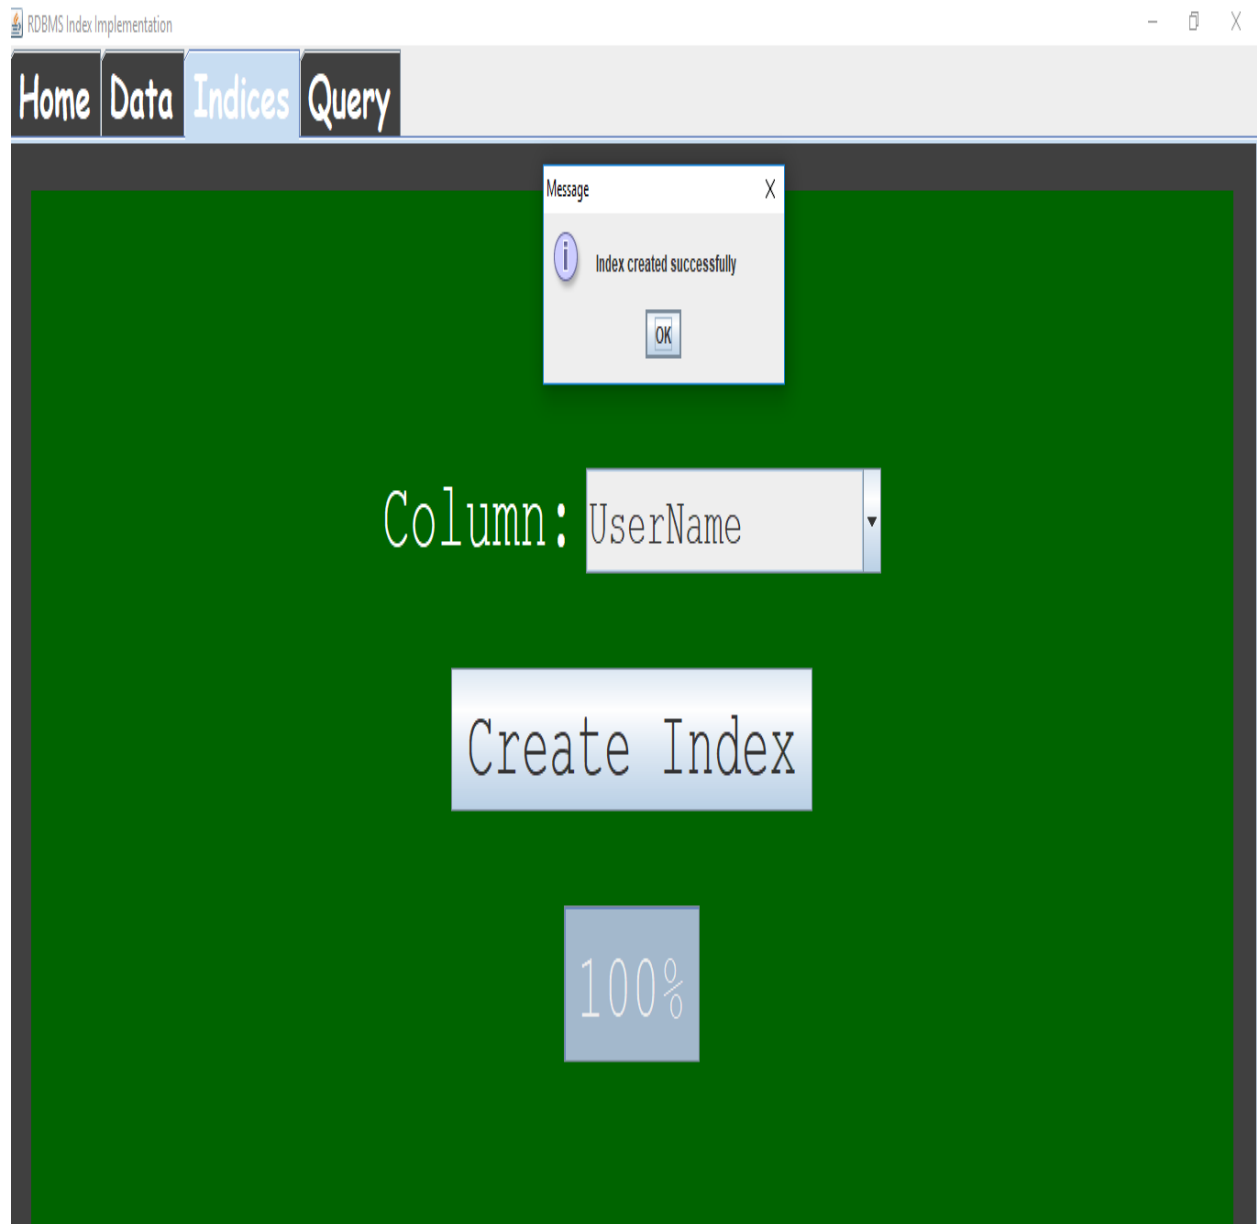 RDBMS Index Implementation
Home Data Indices Query
Message
Index created successfully
OK
Column: UserName
Create Index
100%